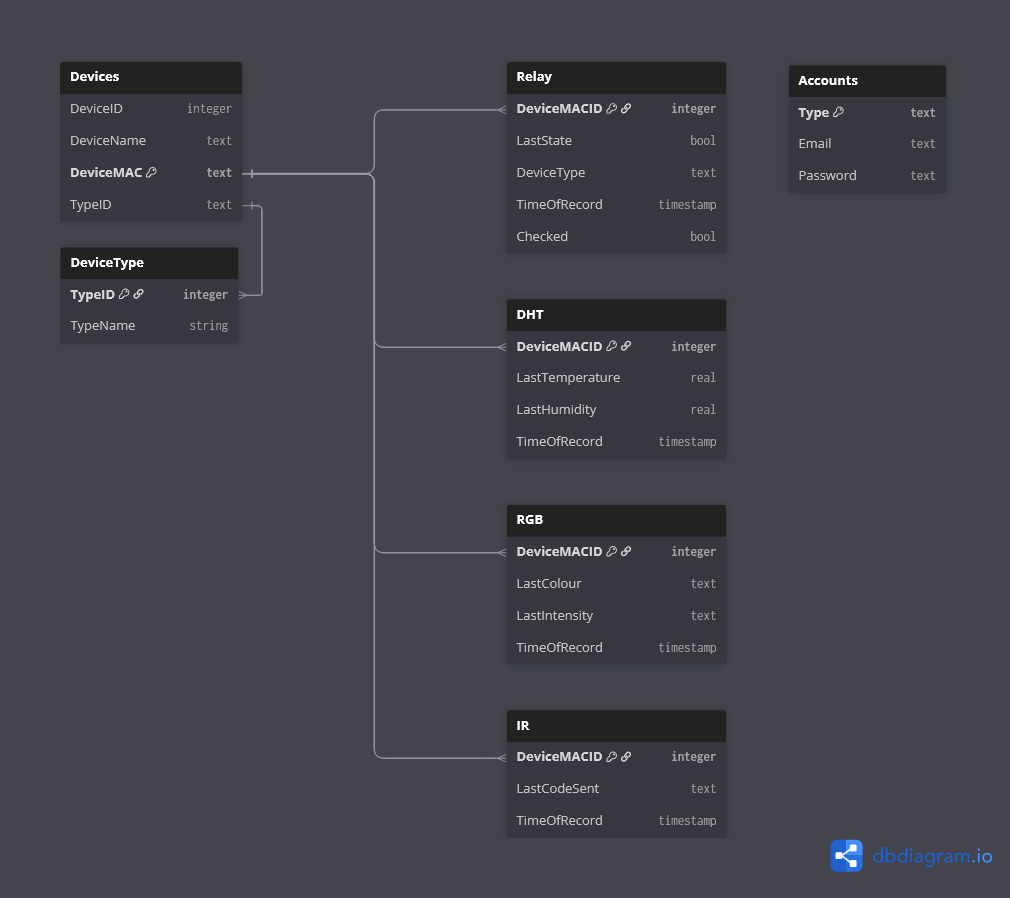 Devices
DeviceID integer
DeviceName text
DeviceMAC text
TypeID text
DeviceType
TypeID integer
TypeName string
Relay
DeviceMACID integer
LastState bool
DeviceType text
TimeOfRecord timestamp
Checked bool
DHT
DeviceMACID integer
LastTemperature real
LastHumidity real
TimeOfRecord timestamp
RGB
DeviceMACID integer
LastColour text
LastIntensity text
TimeOfRecord timestamp
IR
DeviceMACID integer
LastCodeSent text
TimeOfRecord timestamp
Accounts
Type text
Email text
Password text
dbdiagram.io